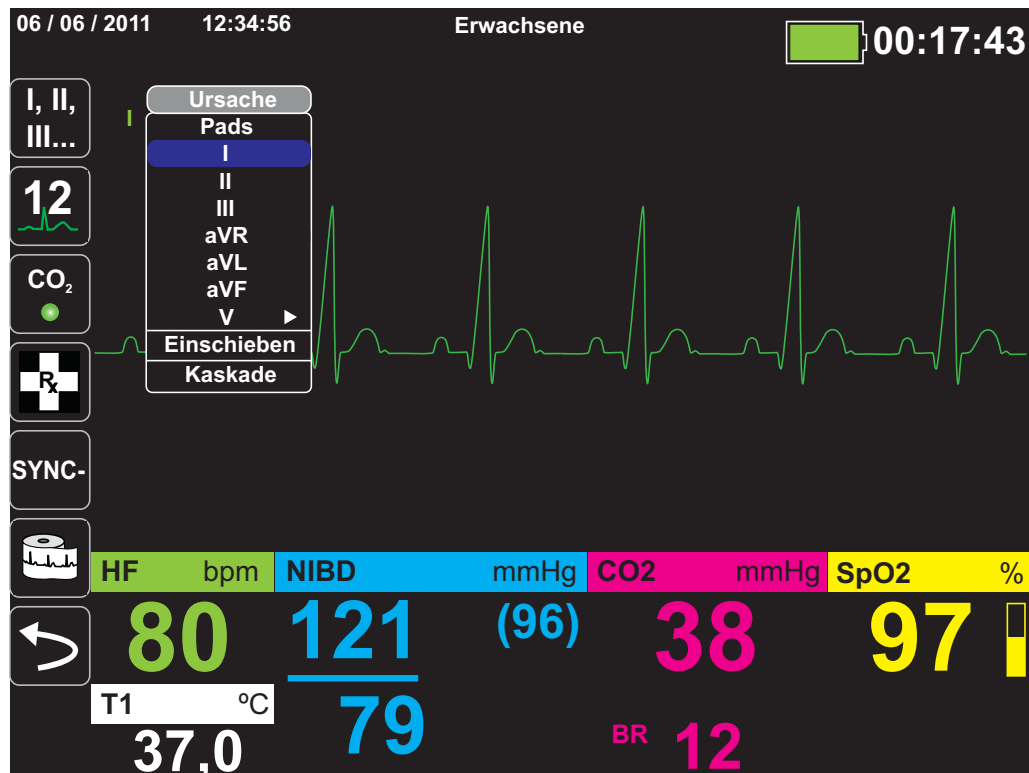 06 / 06 / 2011 12:34:56 Erwachsene 00:17:43
I, II,
III...
12
CO₂
Rx
SYNC-
I
Ursache
Pads
I
II
III
aVR
aVL
aVF
V
Einschieben
Kaskade
HF bpm
80
T1 ºC
37,0
NIBD mmHg
121 (96)
79
CO2 mmHg
38
BR 12
SpO2 %
97